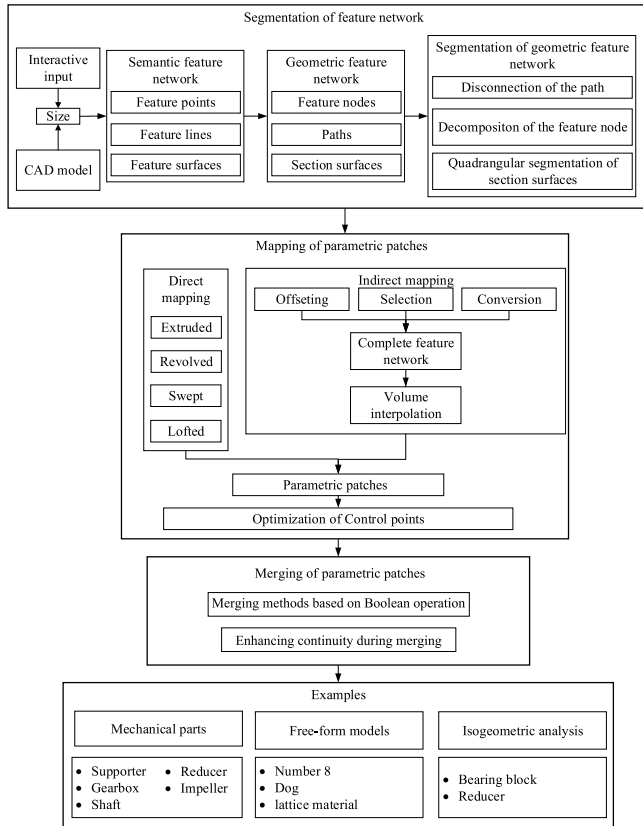 Segmentation of feature network
Interactive
input
Size
CAD model
Semantic feature
network
Feature points
Feature lines
Feature surfaces
Geometric feature
network
Feature nodes
Paths
Section surfaces
Segmentation of geometric feature
network
Disconnection of the path
Decompositon of the feature node
Quadrangular segmentation of
section surfaces
Mapping of parametric patches
Direct
mapping
Extruded
Revolved
Swept
Lofted
Indirect mapping
Offseting
Selection
Conversion
Complete feature
network
Volume
interpolation
Parametric patches
Optimization of Control points
Merging of parametric patches
Merging methods based on Boolean operation
Enhancing continuity during merging
Examples
Mechanical parts
• Supporter
• Gearbox
• Shaft
• Reducer
• Impeller
Free-form models
• Number 8
• Dog
• lattice material
Isogeometric analysis
• Bearing block
• Reducer